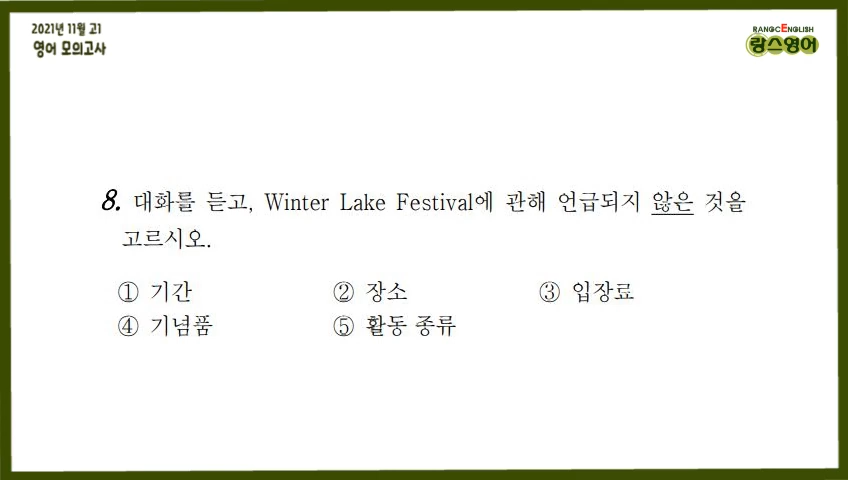 2021년 11월 고1
영어 모의고사
RANGCENGLISH
랑스영어
8. 대화를 듣고, Winter Lake Festival에 관해 언급되지 않은 것을
고르시오.
① 기간 ② 장소 ③ 입장료
④ 기념품 ⑤ 활동 종류